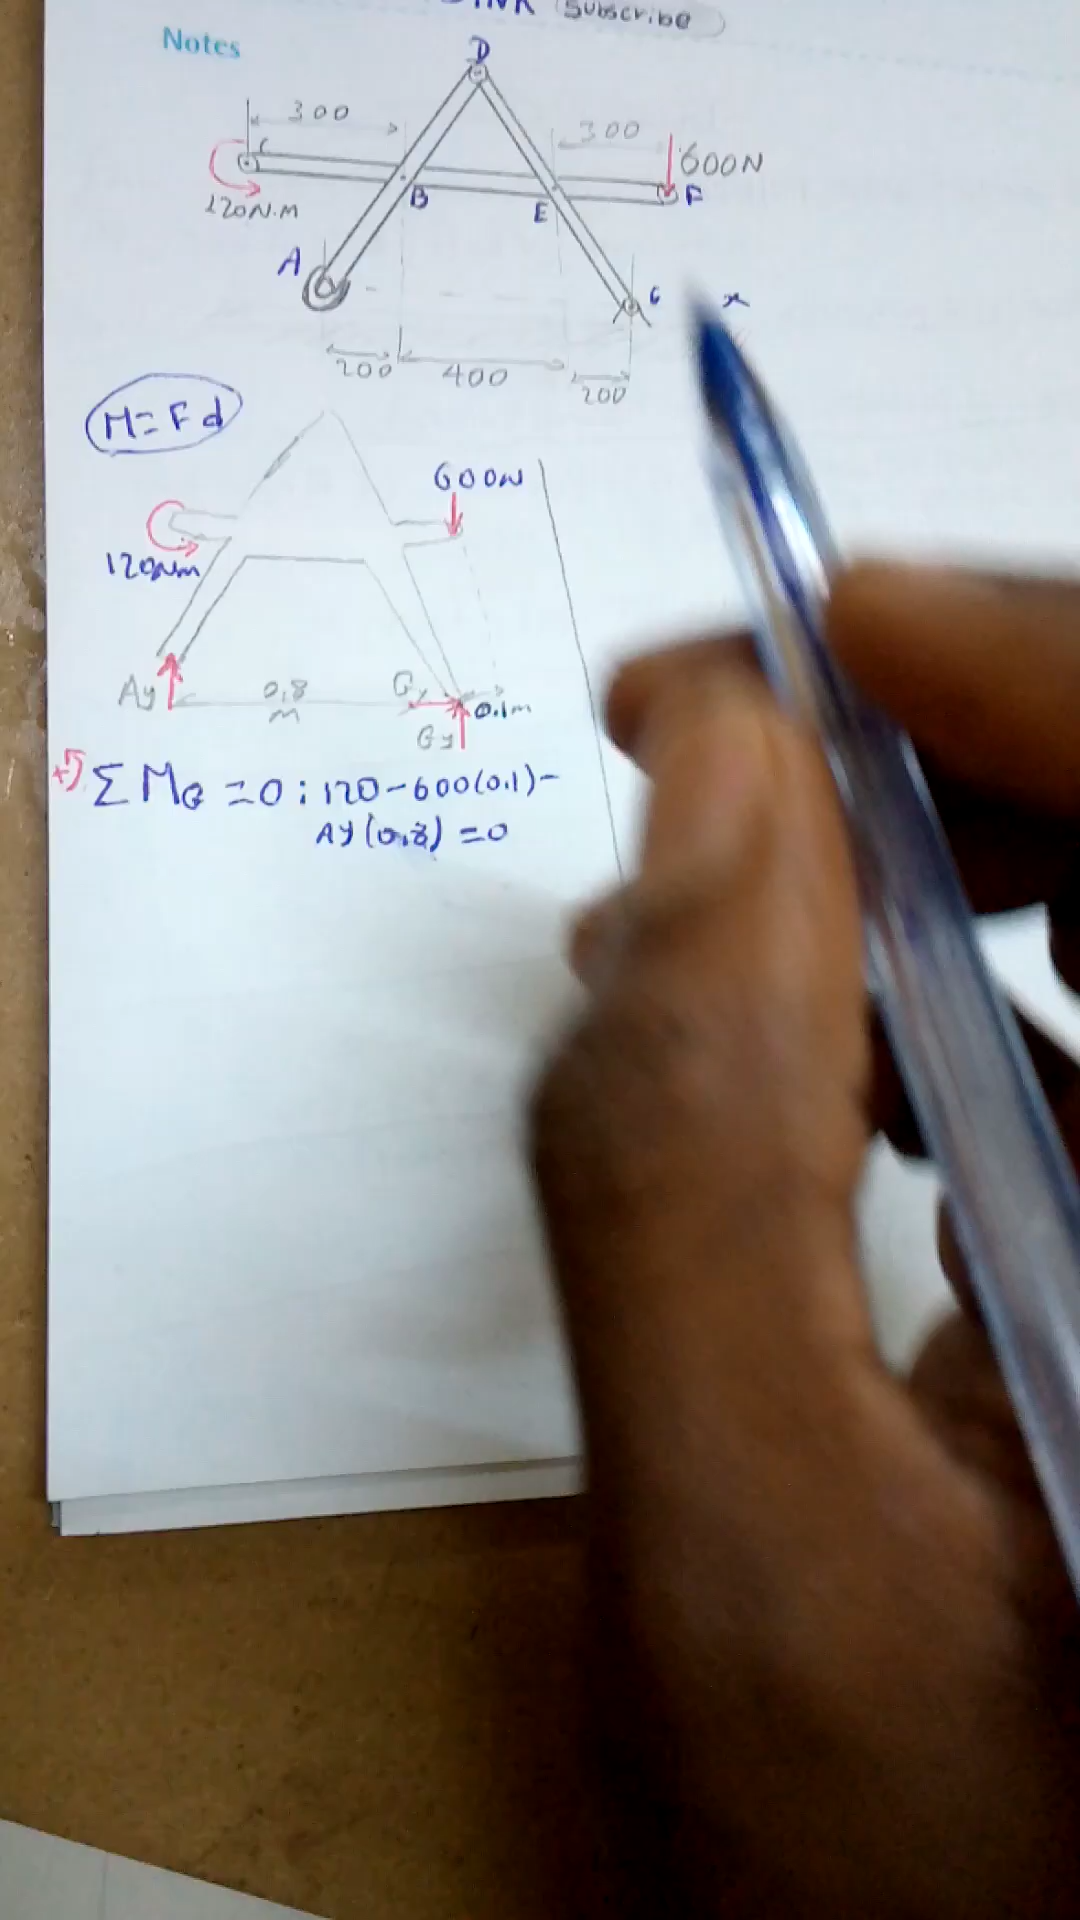 Subscribe
Notes
D
300
300
C
600N
B
F
120N.M
E
A
G
x
200
400
200
M=Fd
600N
120Nm
Ay
0,8
m
Gy
0.1m
Gy
+
ΣMG=0: 120-600(0.1)-
Ay(0.8)=0